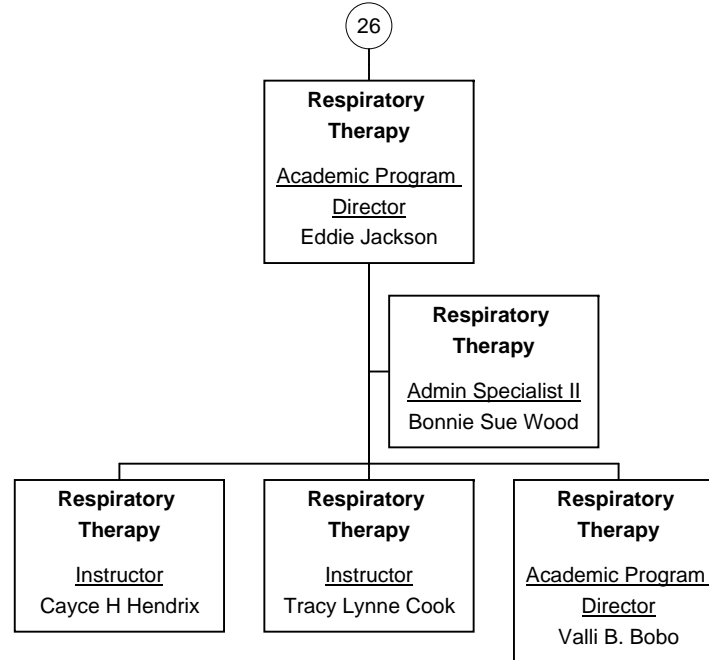 26
Respiratory
Therapy
Academic Program
Director
Eddie Jackson
Respiratory
Therapy
Admin Specialist II
Bonnie Sue Wood
Respiratory
Therapy
Instructor
Cayce H Hendrix
Respiratory
Therapy
Instructor
Tracy Lynne Cook
Respiratory
Therapy
Academic Program
Director
Valli B. Bobo